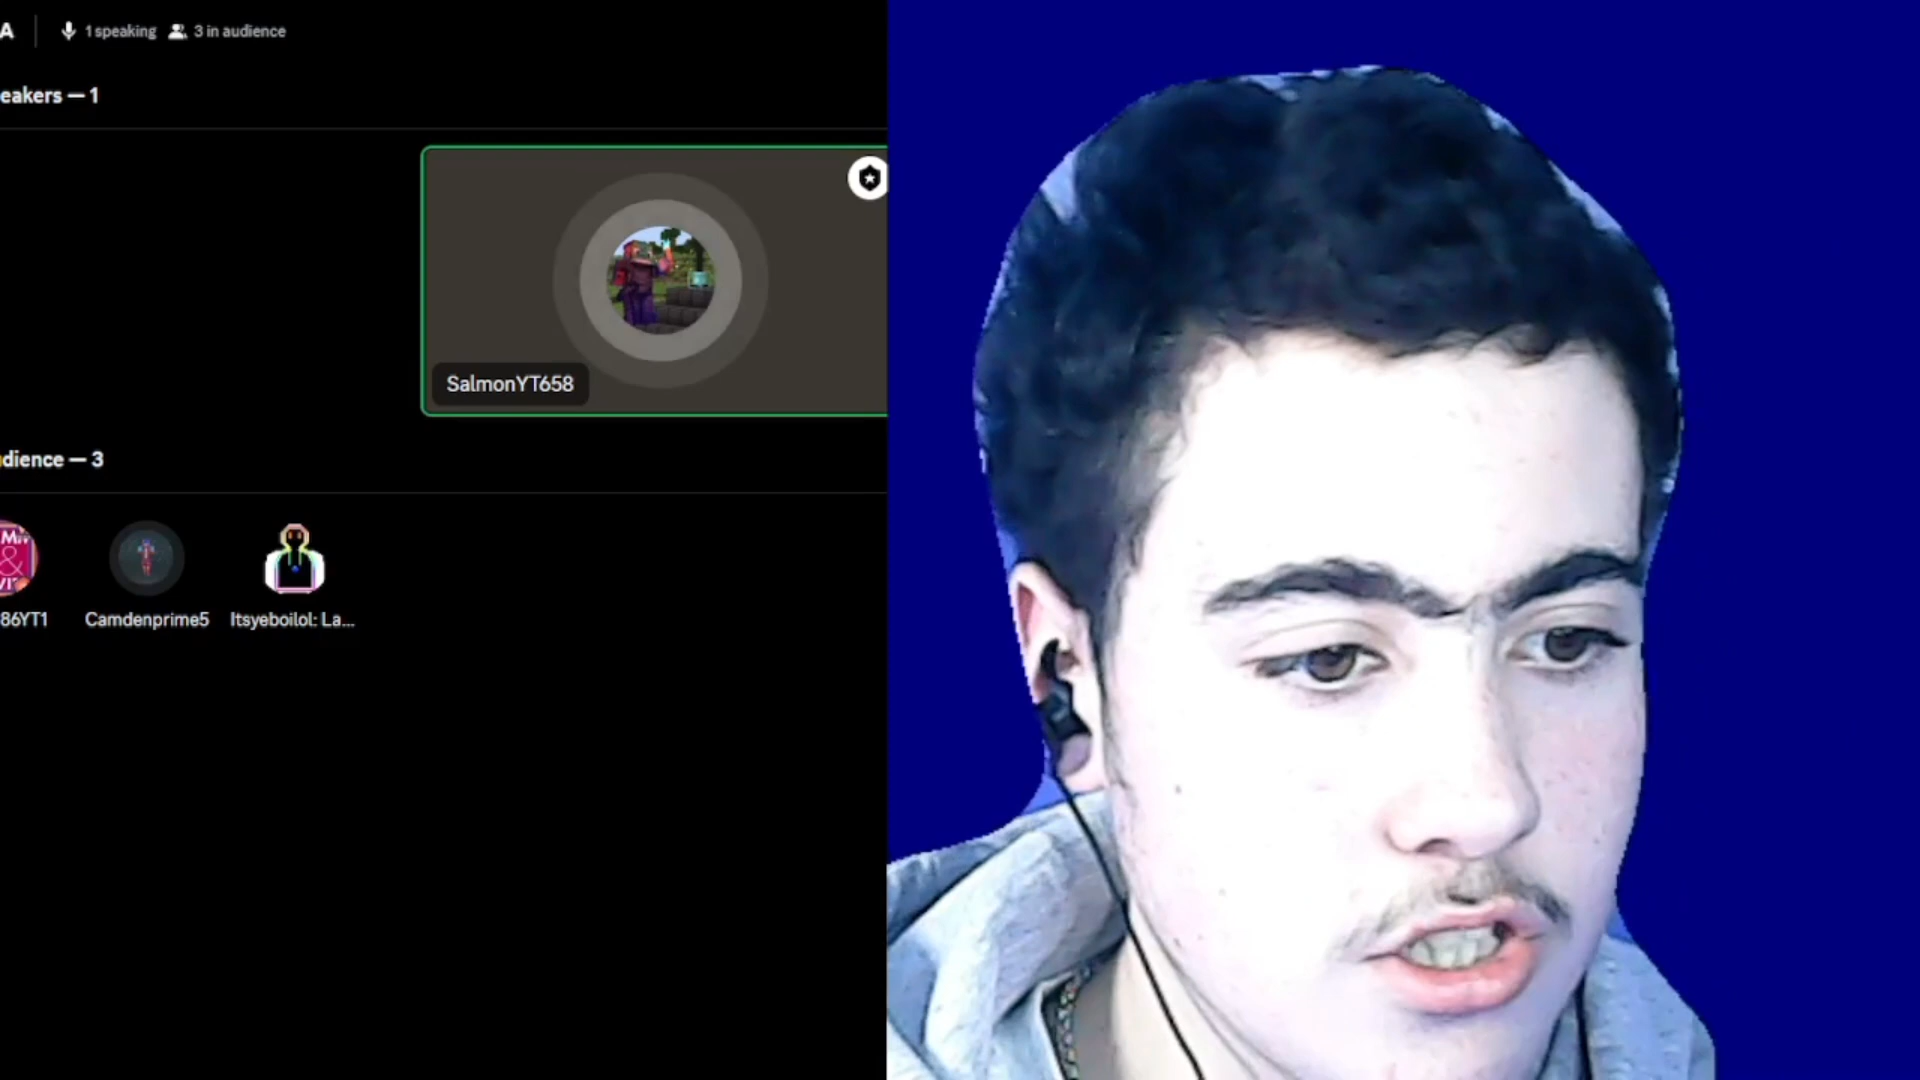 A 1 speaking 3 in audience
eakers — 1
SalmonYT658
dience — 3
86YT1 Camdenprime5 Itsyeboilol: La...